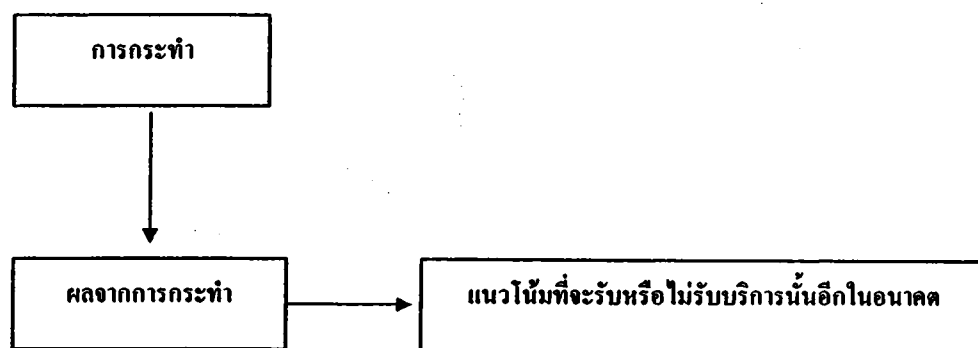 การกระทำ
ผลจากการกระทำ
แนวโน้มที่จะรับหรือไม่รับบริการนั้นอีกในอนาคต